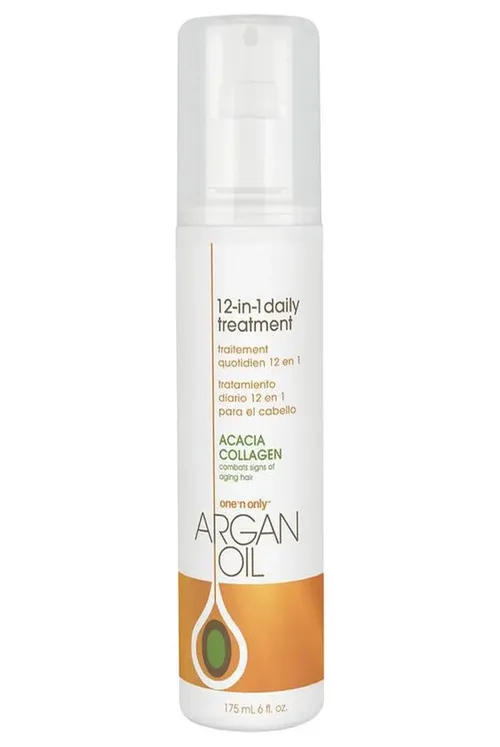 12-in-1 daily
treatment
traitement
quotidien 12 en 1
tratamiento
diario 12 en 1
para el cabello
ACACIA
COLLAGEN
combats signs of
aging hair
one 'n only™
ARGAN
OIL
175 mL 6 fl. oz.